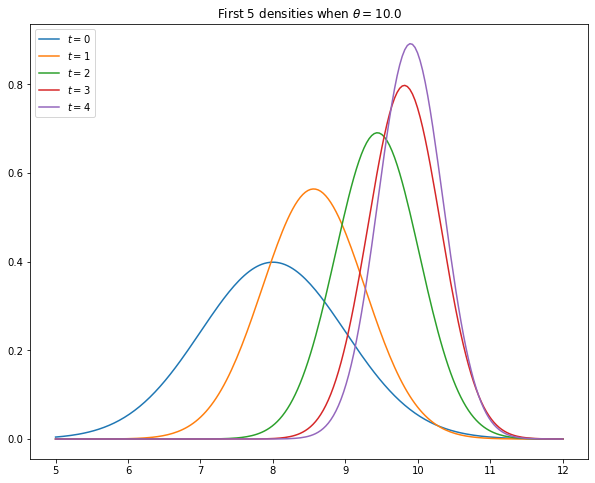 First 5 densities when θ = 10.0
t = 0
t = 1
t = 2
t = 3
t = 4
0.8
0.6
0.4
0.2
0.0
5 6 7 8 9 10 11 12